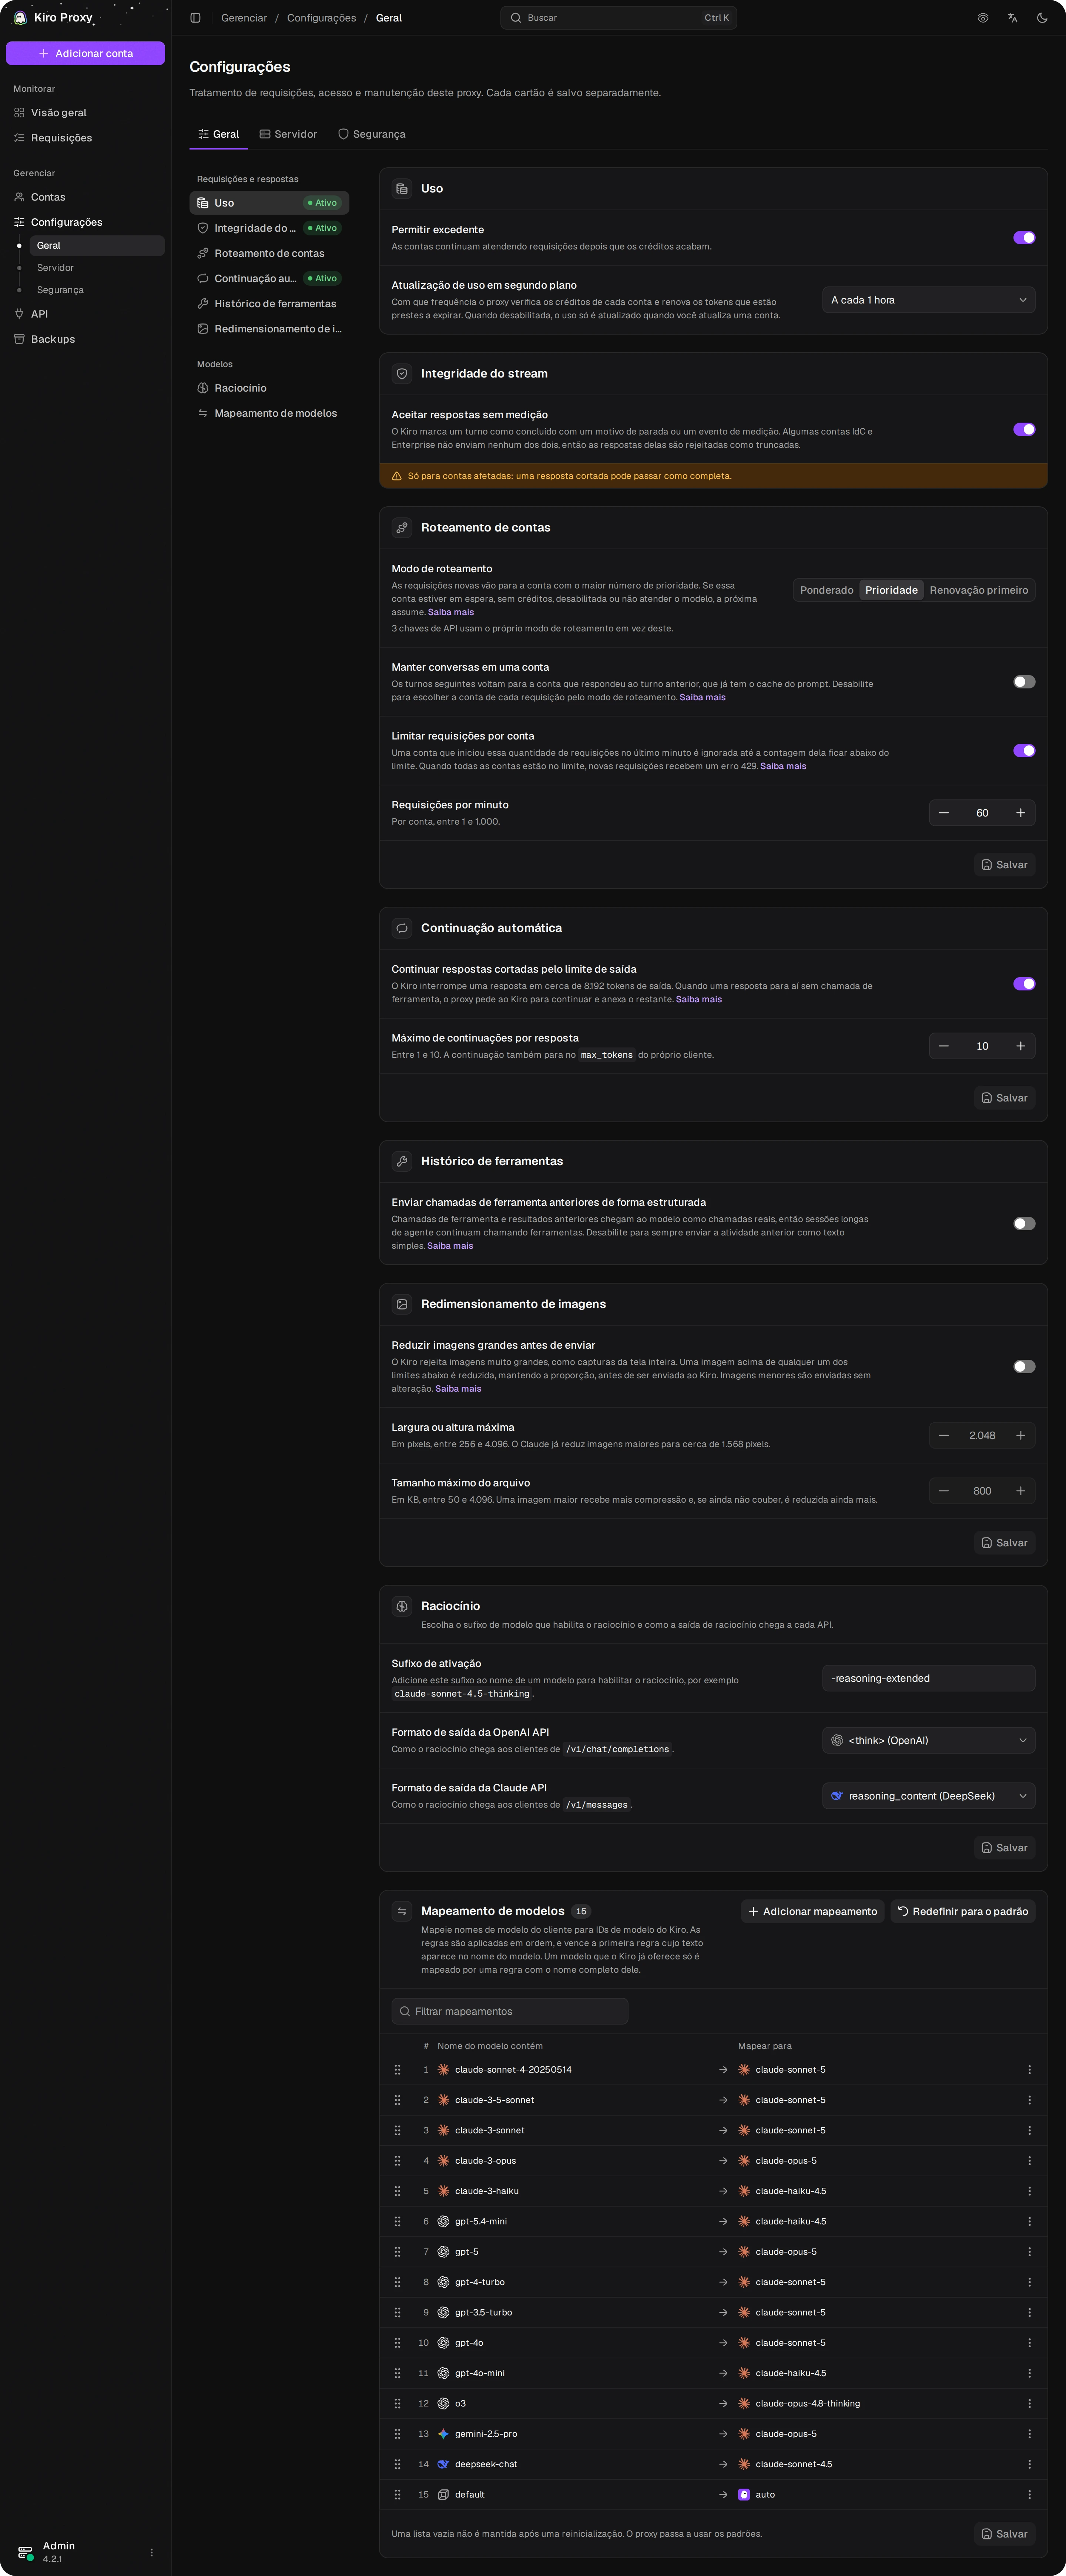 Kiro Proxy
Adicionar conta
Monitorar
Visão geral
Requisições
Gerenciar
Contas
Configurações
Geral
Servidor
Segurança
API
Backups
Admin
4.2.1
Gerenciar / Configurações / Geral
Buscar
Ctrl K
Configurações
Tratamento de requisições, acesso e manutenção deste proxy. Cada cartão é salvo separadamente.
Geral
Servidor
Segurança
Requisições e respostas
Uso
Ativo
Integridade do ...
Ativo
Roteamento de contas
Continuação au...
Ativo
Histórico de ferramentas
Redimensionamento de i...
Modelos
Raciocínio
Mapeamento de modelos
Uso
Permitir excedente
As contas continuam atendendo requisições depois que os créditos acabam.
Atualização de uso em segundo plano
Com que frequência o proxy verifica os créditos de cada conta e renova os tokens que estão
prestes a expirar. Quando desabilitada, o uso só é atualizado quando você atualiza uma conta.
A cada 1 hora
Integridade do stream
Aceitar respostas sem medição
O Kiro marca um turno como concluído com um motivo de parada ou um evento de medição. Algumas contas IdC e
Enterprise não enviam nenhum dos dois, então as respostas delas são rejeitadas como truncadas.
Só para contas afetadas: uma resposta cortada pode passar como completa.
Roteamento de contas
Modo de roteamento
As requisições novas vão para a conta com o maior número de prioridade. Se essa
conta estiver em espera, sem créditos, desabilitada ou não atender o modelo, a próxima
assume. Saiba mais
3 chaves de API usam o próprio modo de roteamento em vez deste.
Ponderado
Prioridade
Renovação primeiro
Manter conversas em uma conta
Os turnos seguintes voltam para a conta que respondeu ao turno anterior, que já tem o cache do prompt. Desabilite
para escolher a conta de cada requisição pelo modo de roteamento. Saiba mais
Limitar requisições por conta
Uma conta que iniciou essa quantidade de requisições no último minuto é ignorada até a contagem dela ficar abaixo do
limite. Quando todas as contas estão no limite, novas requisições recebem um erro 429. Saiba mais
Requisições por minuto
Por conta, entre 1 e 1.000.
60
Salvar
Continuação automática
Continuar respostas cortadas pelo limite de saída
O Kiro interrompe uma resposta em cerca de 8.192 tokens de saída. Quando uma resposta para aí sem chamada de
ferramenta, o proxy pede ao Kiro para continuar e anexa o restante. Saiba mais
Máximo de continuações por resposta
Entre 1 e 10. A continuação também para no max_tokens do próprio cliente.
10
Salvar
Histórico de ferramentas
Enviar chamadas de ferramenta anteriores de forma estruturada
Chamadas de ferramenta e resultados anteriores chegam ao modelo como chamadas reais, então sessões longas
de agente continuam chamando ferramentas. Desabilite para sempre enviar a atividade anterior como texto
simples. Saiba mais
Redimensionamento de imagens
Reduzir imagens grandes antes de enviar
O Kiro rejeita imagens muito grandes, como capturas da tela inteira. Uma imagem acima de qualquer um dos
limites abaixo é reduzida, mantendo a proporção, antes de ser enviada ao Kiro. Imagens menores são enviadas sem
alteração. Saiba mais
Largura ou altura máxima
Em pixels, entre 256 e 4.096. O Claude já reduz imagens maiores para cerca de 1.568 pixels.
2.048
Tamanho máximo do arquivo
Em KB, entre 50 e 4.096. Uma imagem maior recebe mais compressão e, se ainda não couber, é reduzida ainda mais.
800
Salvar
Raciocínio
Escolha o sufixo de modelo que habilita o raciocínio e como a saída de raciocínio chega a cada API.
Sufixo de ativação
Adicione este sufixo ao nome de um modelo para habilitar o raciocínio, por exemplo
claude-sonnet-4.5-thinking.
-reasoning-extended
Formato de saída da OpenAI API
Como o raciocínio chega aos clientes de /v1/chat/completions.
<think> (OpenAI)
Formato de saída da Claude API
Como o raciocínio chega aos clientes de /v1/messages.
reasoning_content (DeepSeek)
Salvar
Mapeamento de modelos 15
Mapeie nomes de modelo do cliente para IDs de modelo do Kiro. As
regras são aplicadas em ordem, e vence a primeira regra cujo texto
aparece no nome do modelo. Um modelo que o Kiro já oferece só é
mapeado por uma regra com o nome completo dele.
Adicionar mapeamento
Redefinir para o padrão
Filtrar mapeamentos
# Nome do modelo contém Mapear para
1 claude-sonnet-4-20250514 claude-sonnet-5
2 claude-3-5-sonnet claude-sonnet-5
3 claude-3-sonnet claude-sonnet-5
4 claude-3-opus claude-opus-5
5 claude-3-haiku claude-haiku-4.5
6 gpt-5.4-mini claude-haiku-4.5
7 gpt-5 claude-opus-5
8 gpt-4-turbo claude-sonnet-5
9 gpt-3.5-turbo claude-sonnet-5
10 gpt-4o claude-sonnet-5
11 gpt-4o-mini claude-haiku-4.5
12 o3 claude-opus-4.8-thinking
13 gemini-2.5-pro claude-opus-5
14 deepseek-chat claude-sonnet-4.5
15 default auto
Uma lista vazia não é mantida após uma reinicialização. O proxy passa a usar os padrões.
Salvar